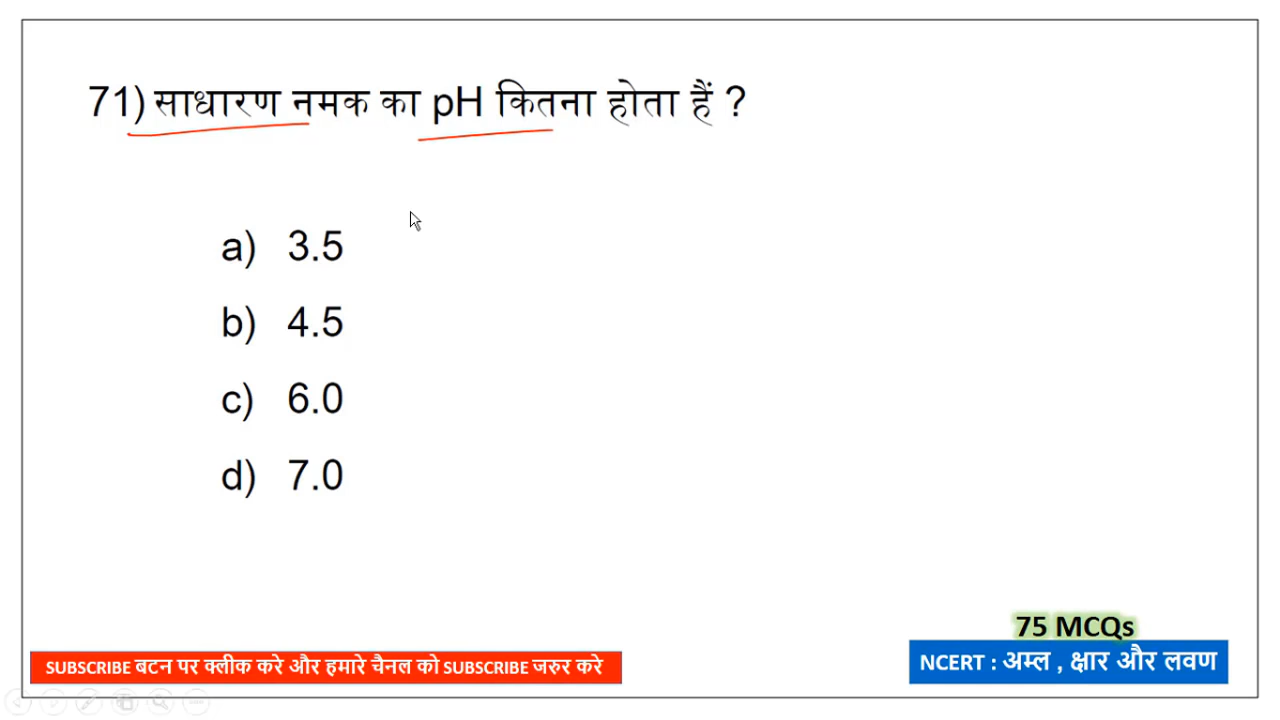 71) साधारण नमक का pH कितना होता हैं ?
a) 3.5
b) 4.5
c) 6.0
d) 7.0
75 MCQs
SUBSCRIBE बटन पर क्लीक करे और हमारे चैनल को SUBSCRIBE जरुर करे
NCERT : अम्ल , क्षार और लवण